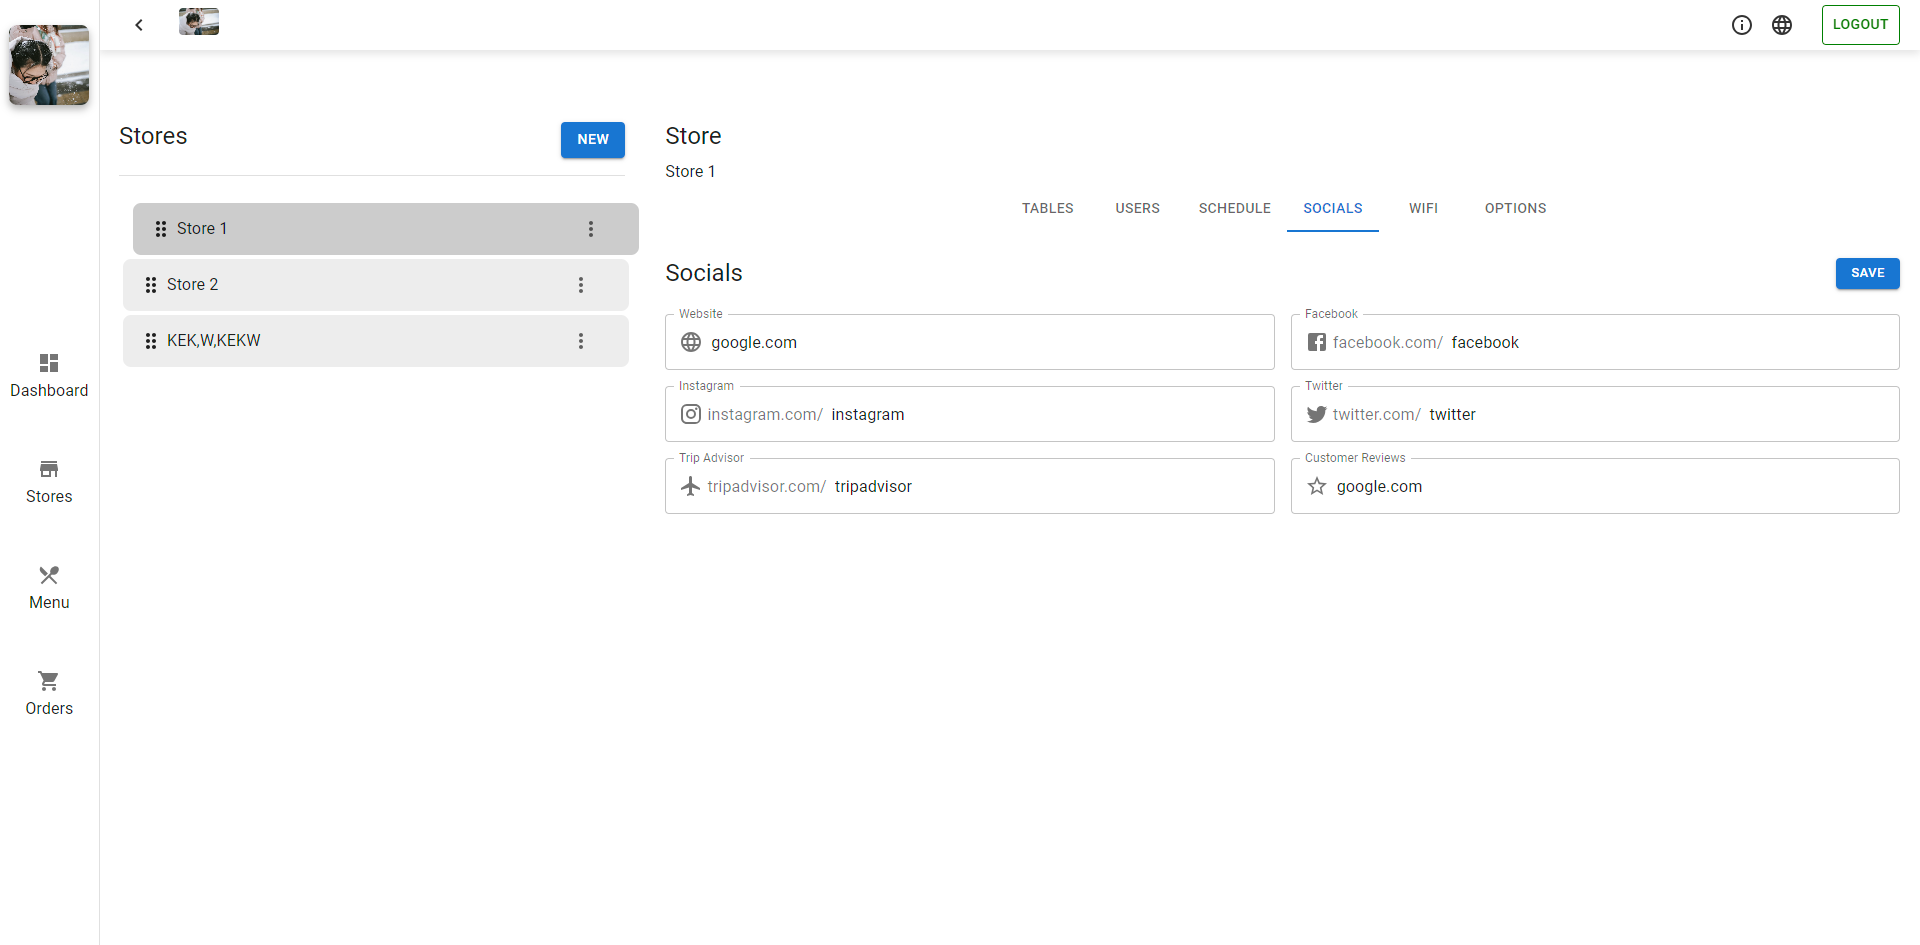 LOGOUT
Dashboard
Stores
Menu
Orders
Stores
NEW
Store 1
Store 2
KEK,W,KEKW
Store
Store 1
TABLES USERS SCHEDULE SOCIALS WIFI OPTIONS
Socials
SAVE
Website
google.com
Facebook
facebook.com/ facebook
Instagram
instagram.com/ instagram
Twitter
twitter.com/ twitter
Trip Advisor
tripadvisor.com/ tripadvisor
Customer Reviews
google.com